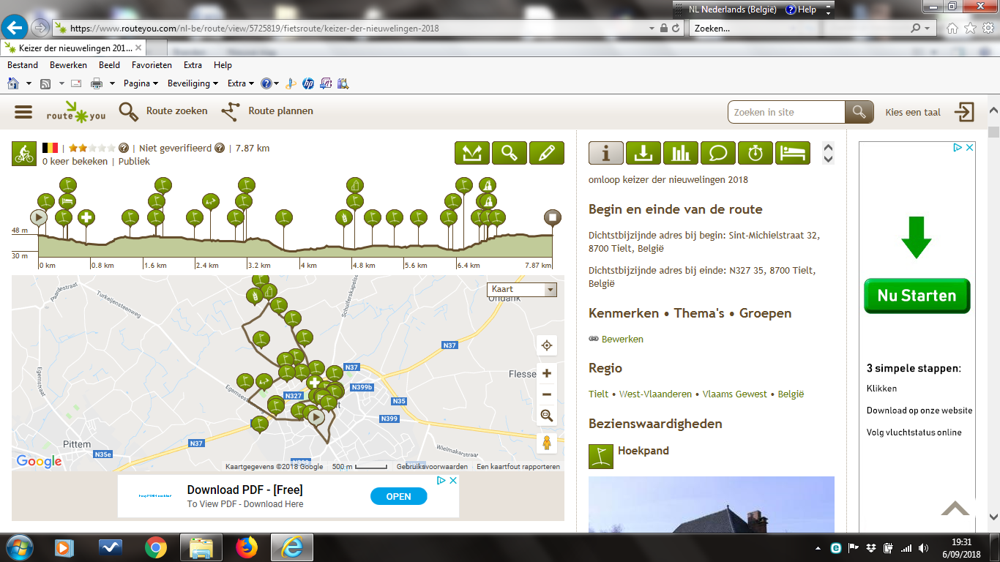 NL Nederlands (België) Help
https://www.routeyou.com/nl-be/route/view/5725819/fietsroute/keizer-der-nieuwelingen-2018
Zoeken...
Keizer der nieuwelingen 201...
Bestand Bewerken Beeld Favorieten Extra Help
Pagina Beveiliging Extra
route you
Route zoeken
Route plannen
Zoeken in site
Kies een taal
| Niet geverifieerd | 7.87 km
0 keer bekeken | Publiek
48 m
30 m
0 km 0.8 km 1.6 km 2.4 km 3.2 km 4 km 4.8 km 5.6 km 6.4 km 7.87 km
Kaart
Paardestraat
Turkeijensteenweg
Schuiferskapelse
Egemsestraat
N37
N37
Flesse
N399b
N327
N35
N399
Pittem
N37
N35e
Wielmakerstraat
Google
Kaartgegevens ©2018 Google 500 m Gebruiksvoorwaarden Een kaartfout rapporteren
Download PDF - [Free]
To View PDF - Download Here
OPEN
omloop keizer der nieuwelingen 2018
Begin en einde van de route
Dichtstbijzijnde adres bij begin: Sint-Michielstraat 32,
8700 Tielt, België
Dichtstbijzijnde adres bij einde: N327 35, 8700 Tielt,
België
Kenmerken • Thema's • Groepen
Bewerken
Regio
Tielt • West-Vlaanderen • Vlaams Gewest • België
Bezienswaardigheden
Hoekpand
Nu Starten
3 simpele stappen:
Klikken
Download op onze website
Volg vluchtstatus online
19:31
6/09/2018